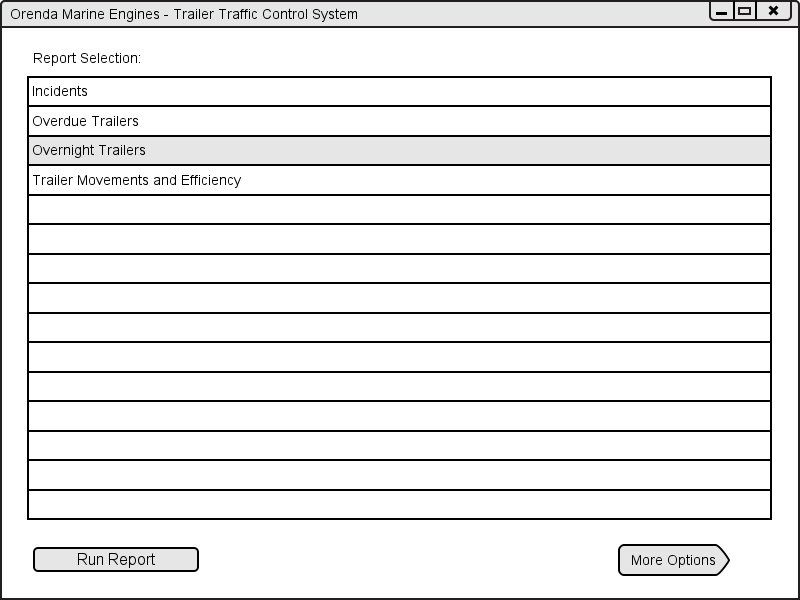 Orenda Marine Engines - Trailer Traffic Control System
Report Selection:
Incidents
Overdue Trailers
Overnight Trailers
Trailer Movements and Efficiency
Run Report
More Options